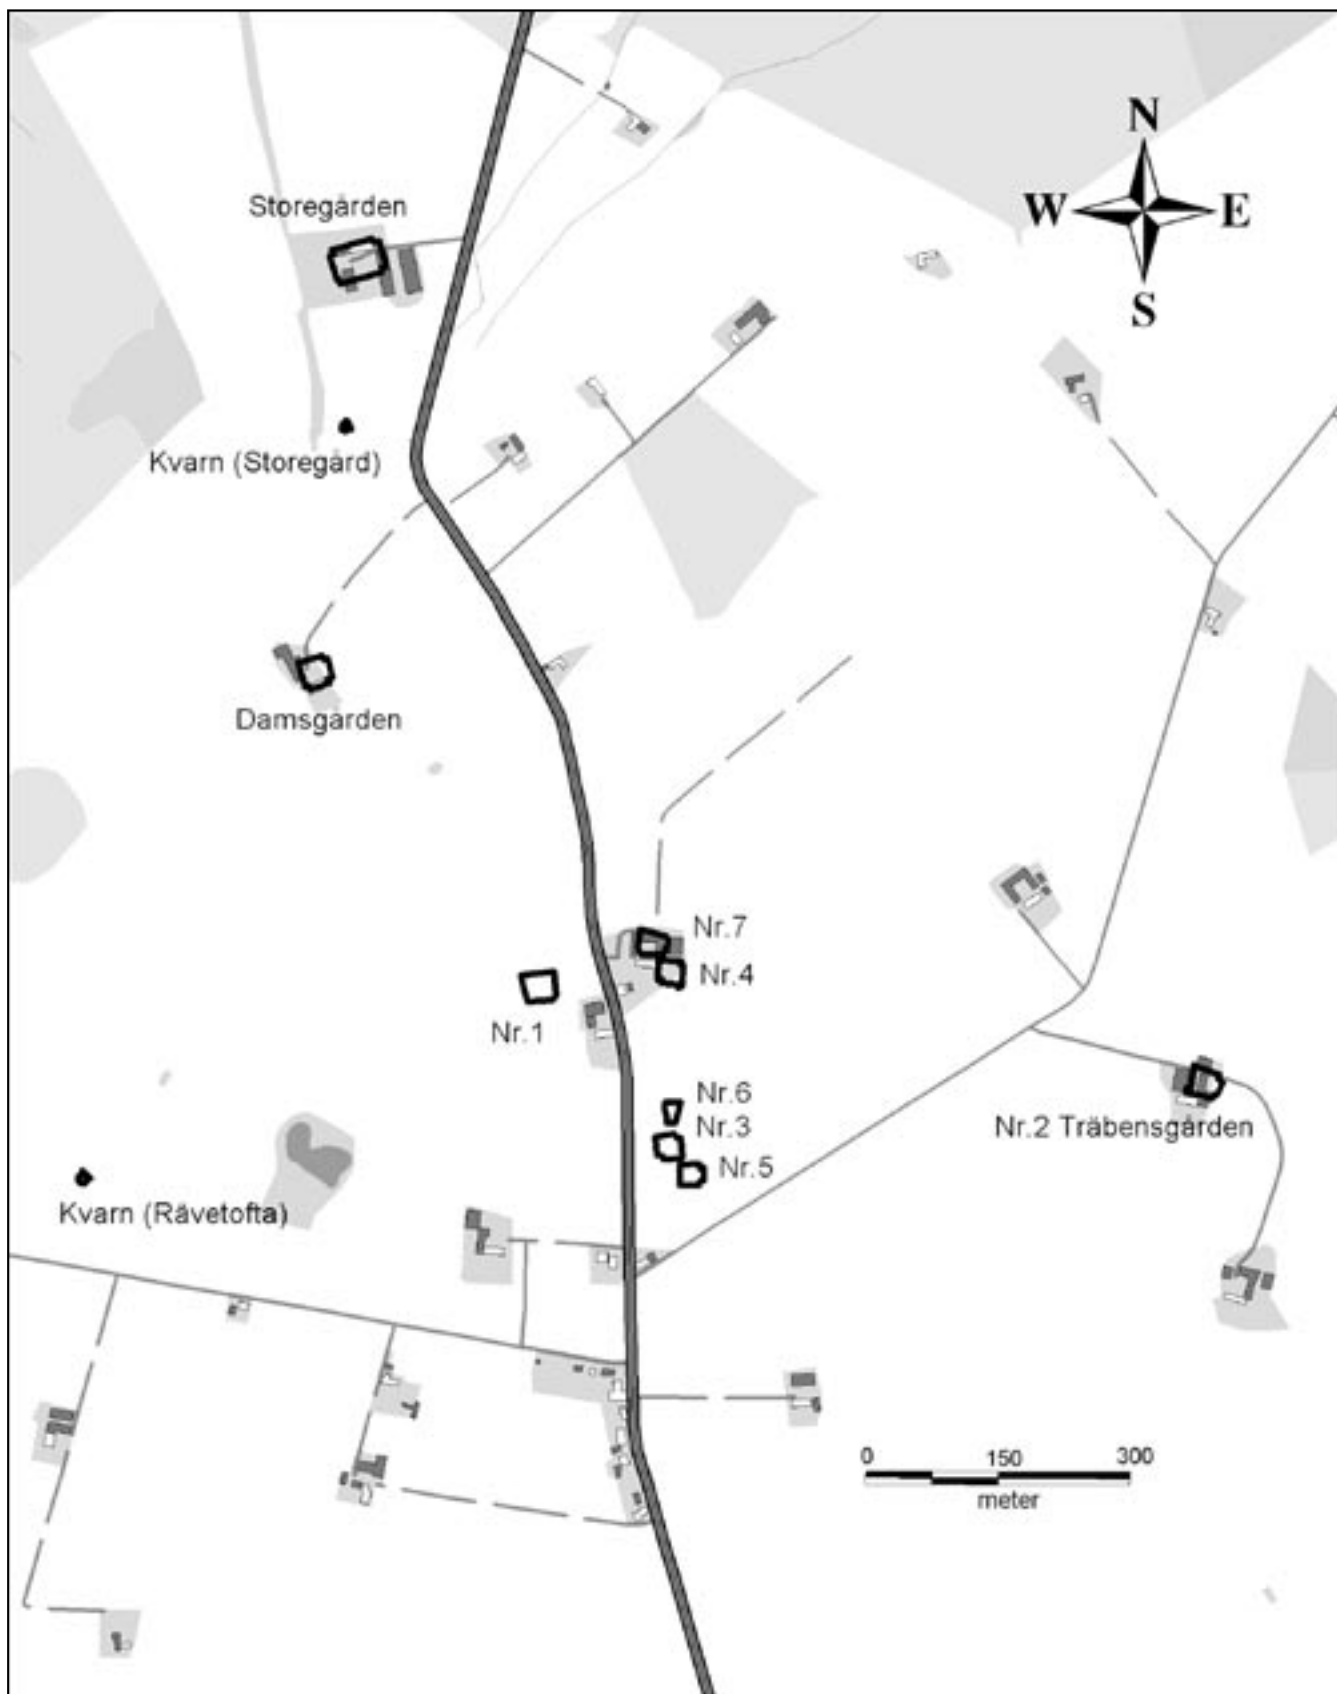 N
W E
S
Storegården
Kvarn (Storegård)
Damsgården
Nr.7
Nr.4
Nr.1
Nr.6
Nr.3
Nr.5
Nr.2 Träbensgården
Kvarn (Råvetofta)
0 150 300
meter